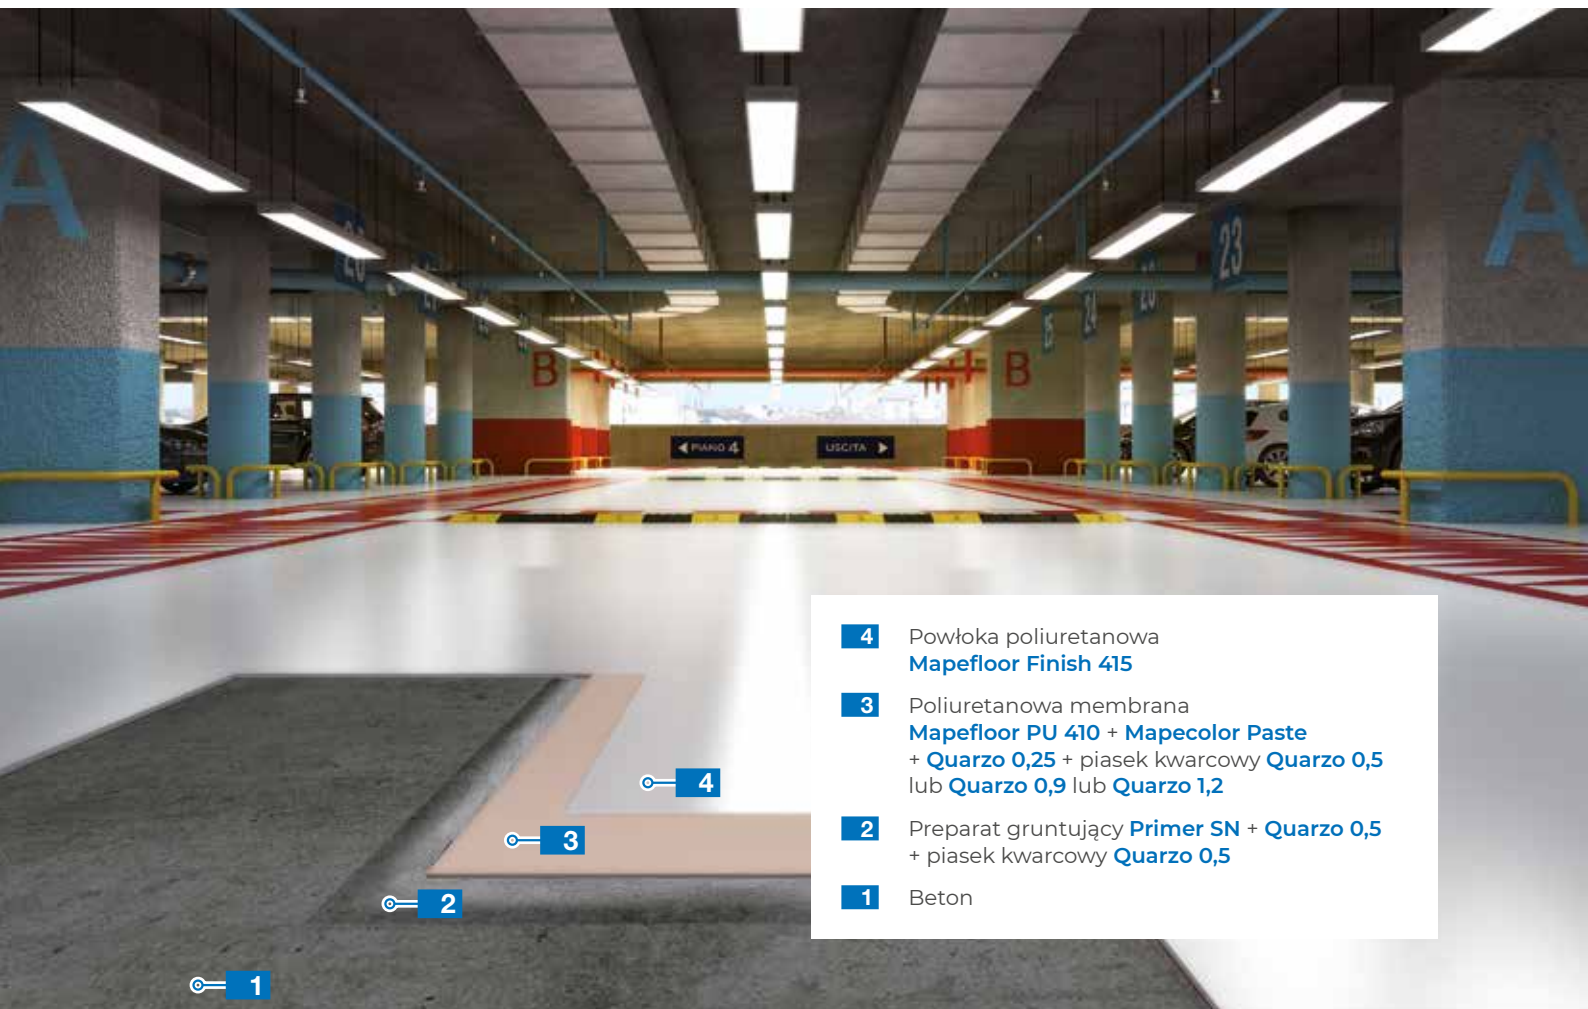 A
A
23
24
25
B
B
PIANO 4
USCITA
4 Powłoka poliuretanowa
Mapefloor Finish 415
3 Poliuretanowa membrana
Mapefloor PU 410 + Mapecolor Paste
+ Quarzo 0,25 + piasek kwarcowy Quarzo 0,5
lub Quarzo 0,9 lub Quarzo 1,2
2 Preparat gruntujący Primer SN + Quarzo 0,5
+ piasek kwarcowy Quarzo 0,5
1 Beton
4
3
2
1